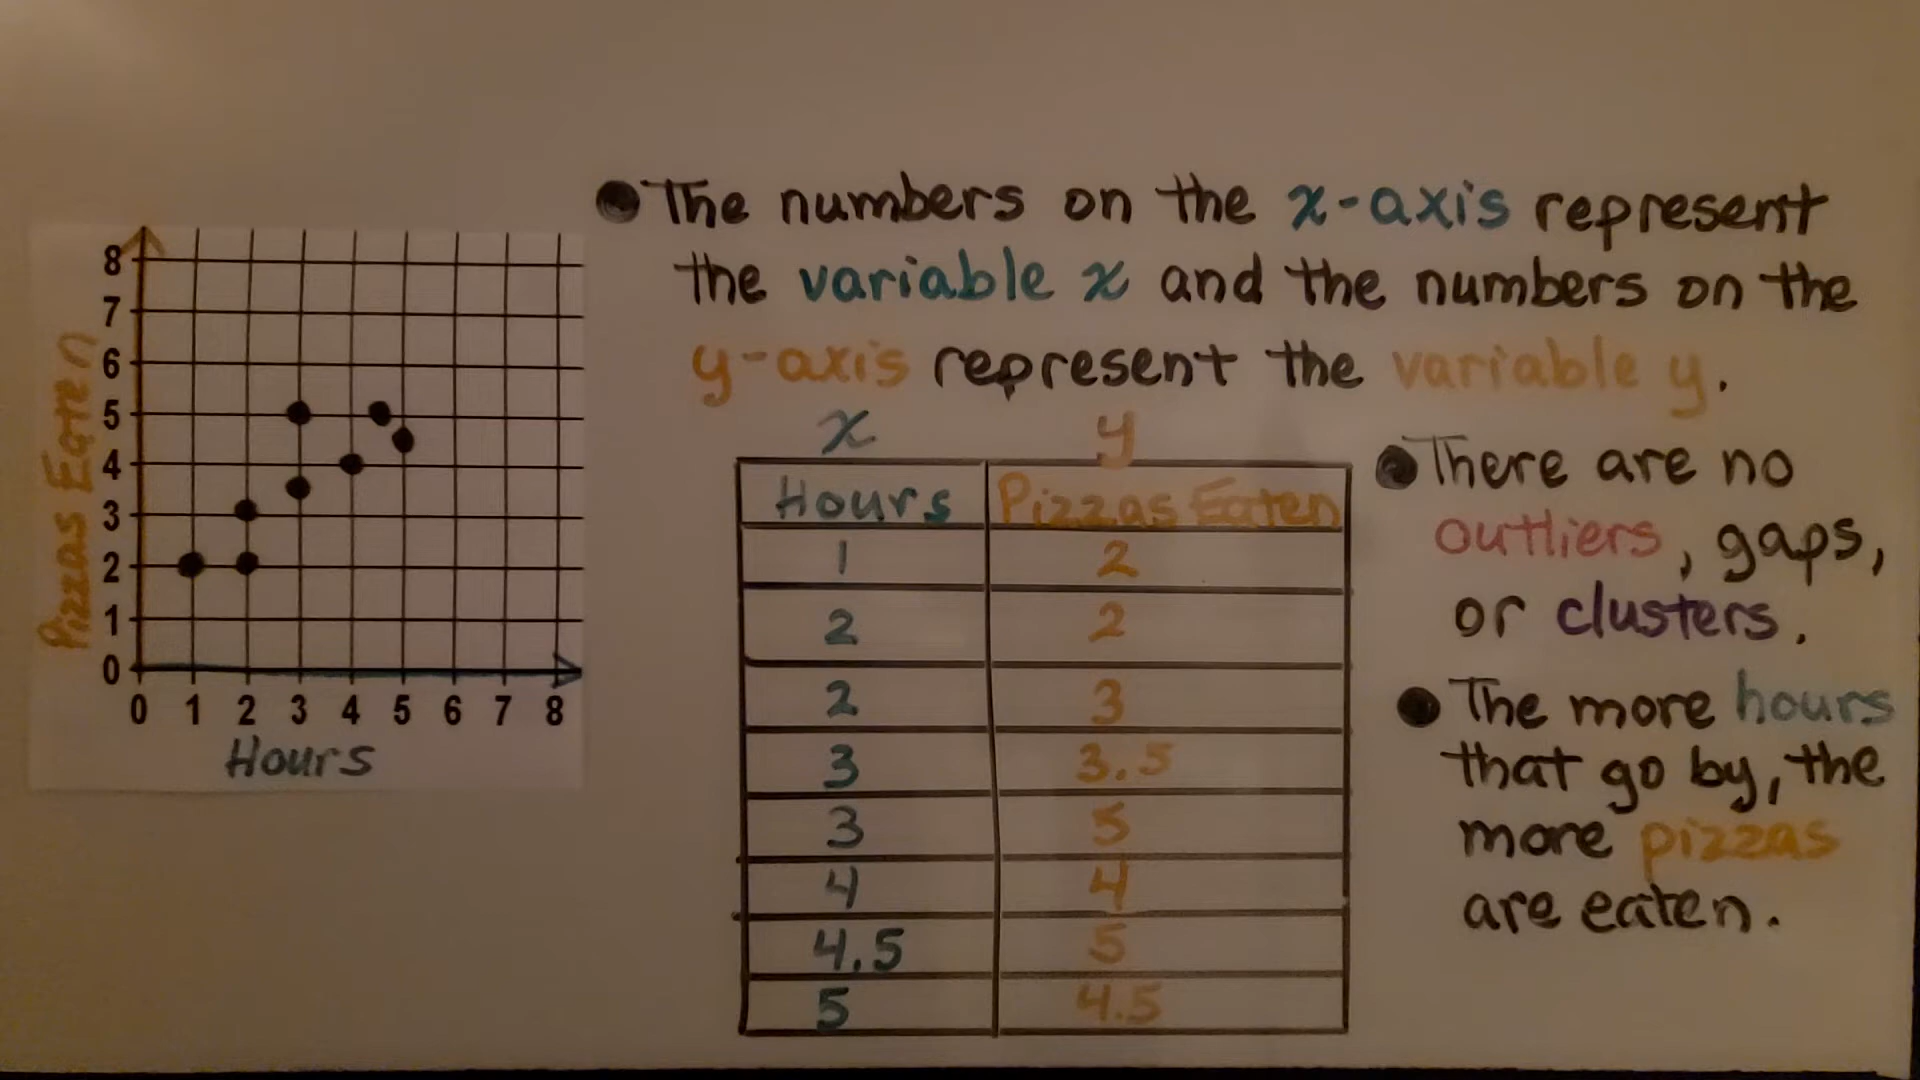 The numbers on the x-axis represent
the variable x and the numbers on the
y-axis represent the variable y.
Pizzas Eaten
8
7
6
5
4
3
2
1
0
0 1 2 3 4 5 6 7 8
Hours
x y
Hours Pizzas Eaten
1 2
2 2
2 3
3 3.5
3 5
4 4
4.5 5
5 4.5
There are no
outliers, gaps,
or clusters.
The more hours
that go by, the
more pizzas
are eaten.